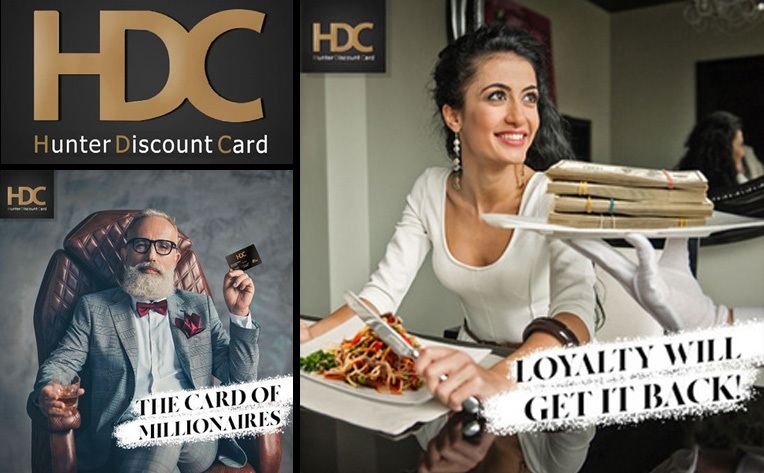 HDC
Hunter Discount Card
HDC
Hunter Discount Card
HDC
THE CARD OF
MILLIONAIRES
HDC
Hunter Discount Card
LOYALTY WILL
GET IT BACK!